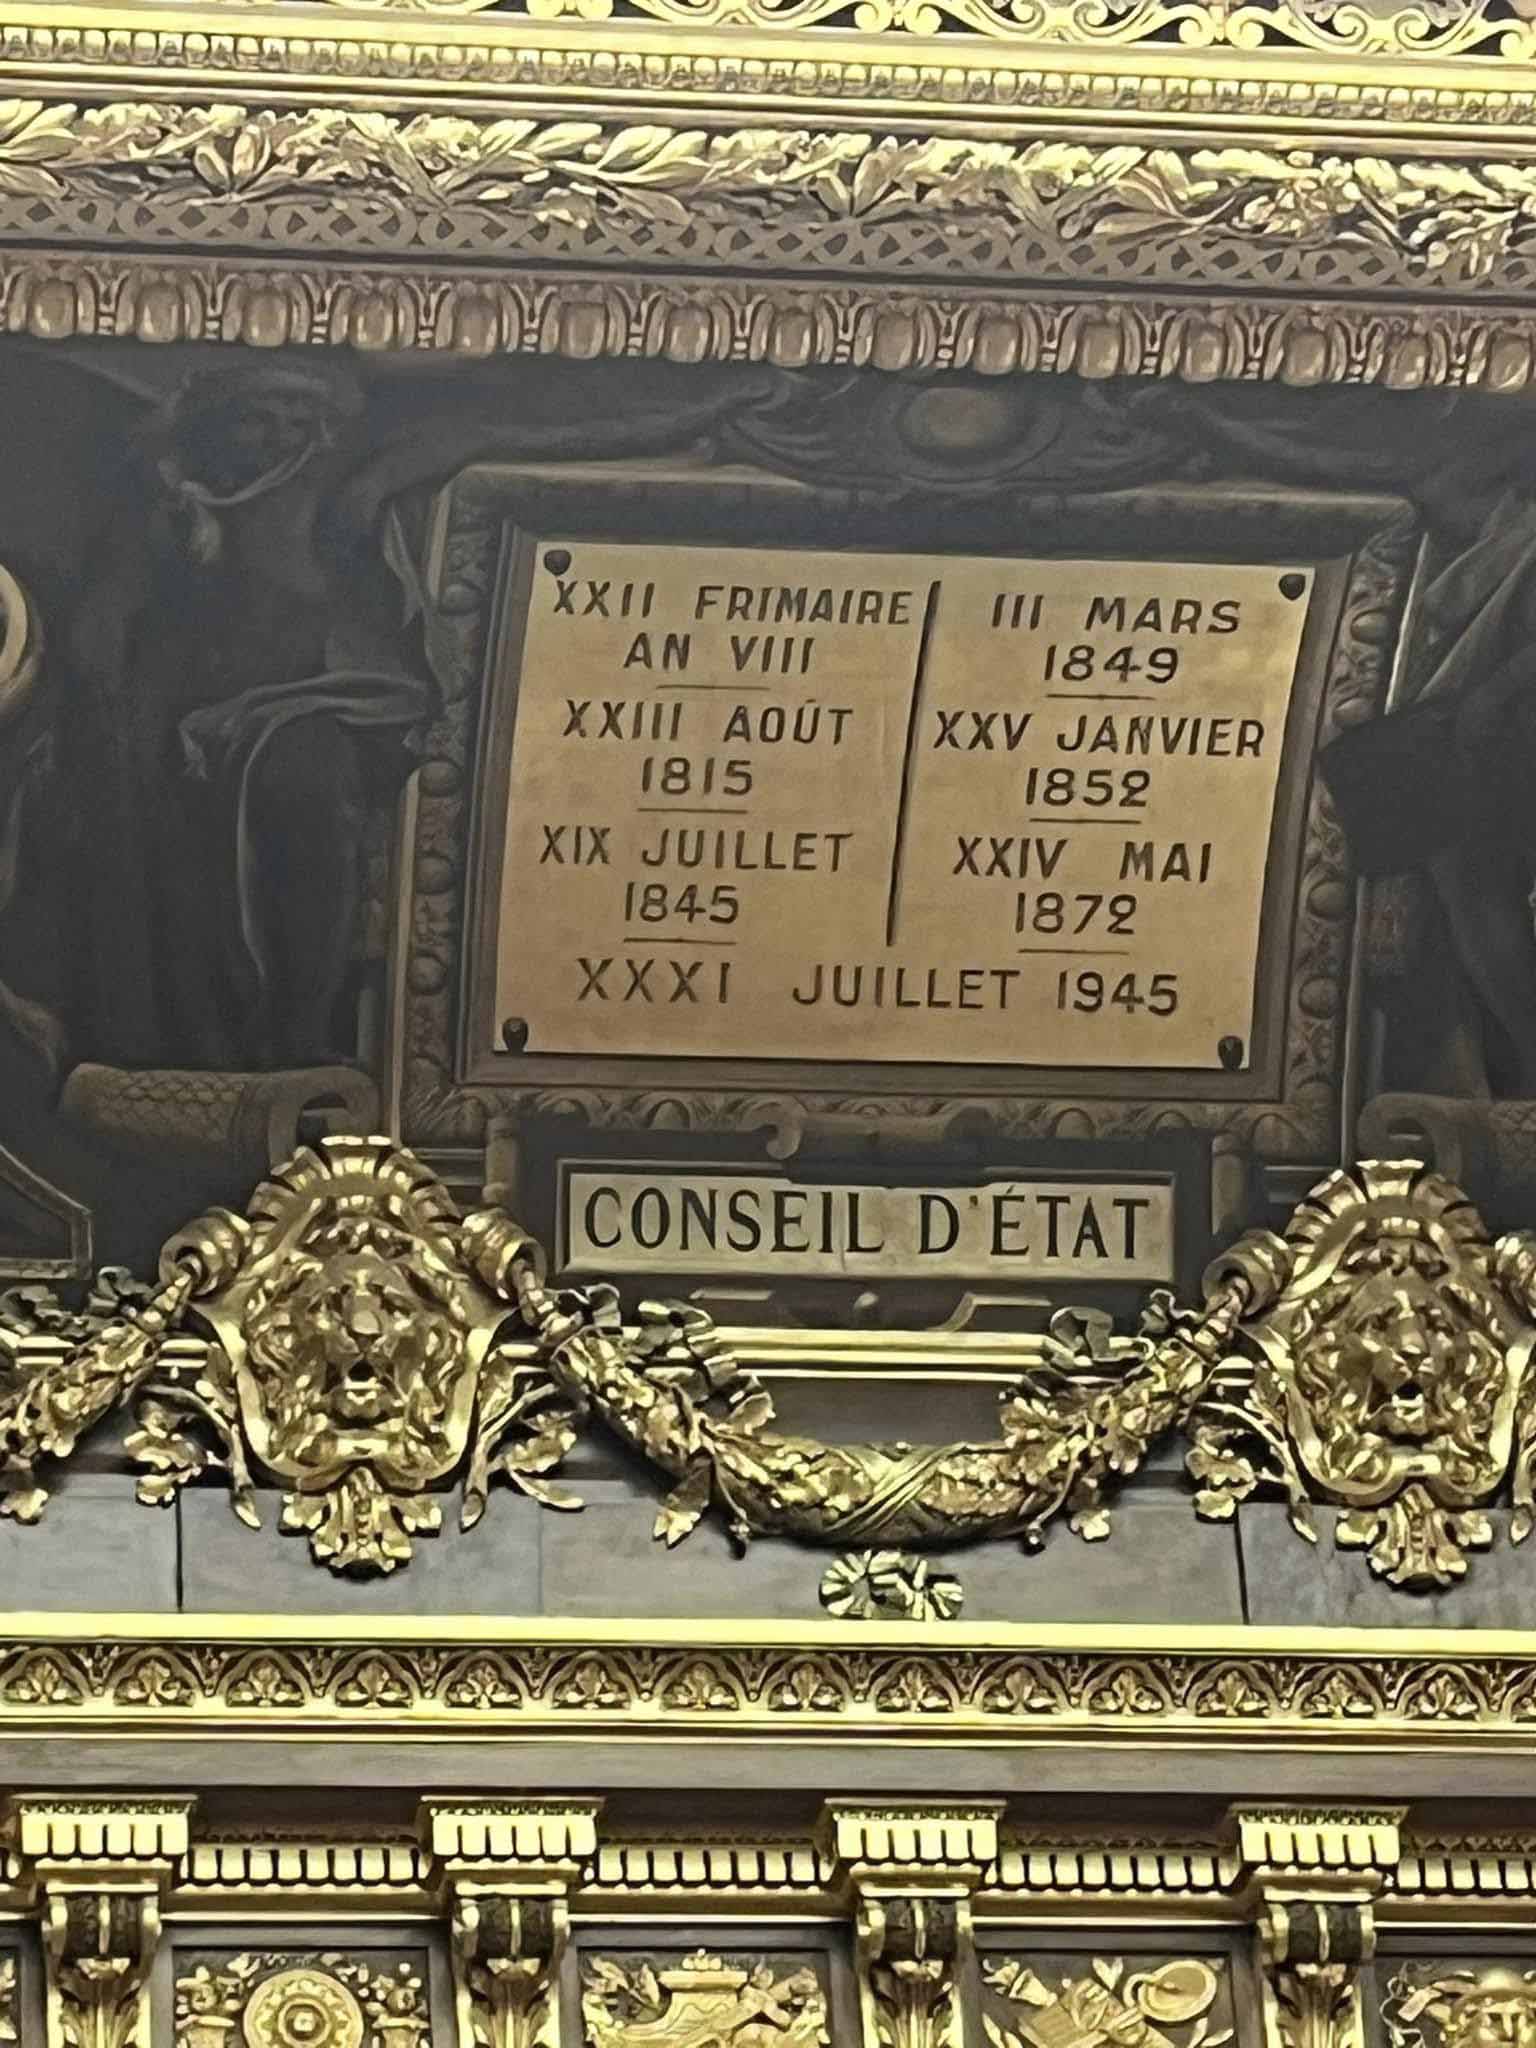 XXII FRIMAIRE
AN VIII
XXIII AOÛT
1815
XIX JUILLET
1845
III MARS
1849
XXV JANVIER
1852
XXIV MAI
1872
XXXI JUILLET 1945
CONSEIL D'ÉTAT